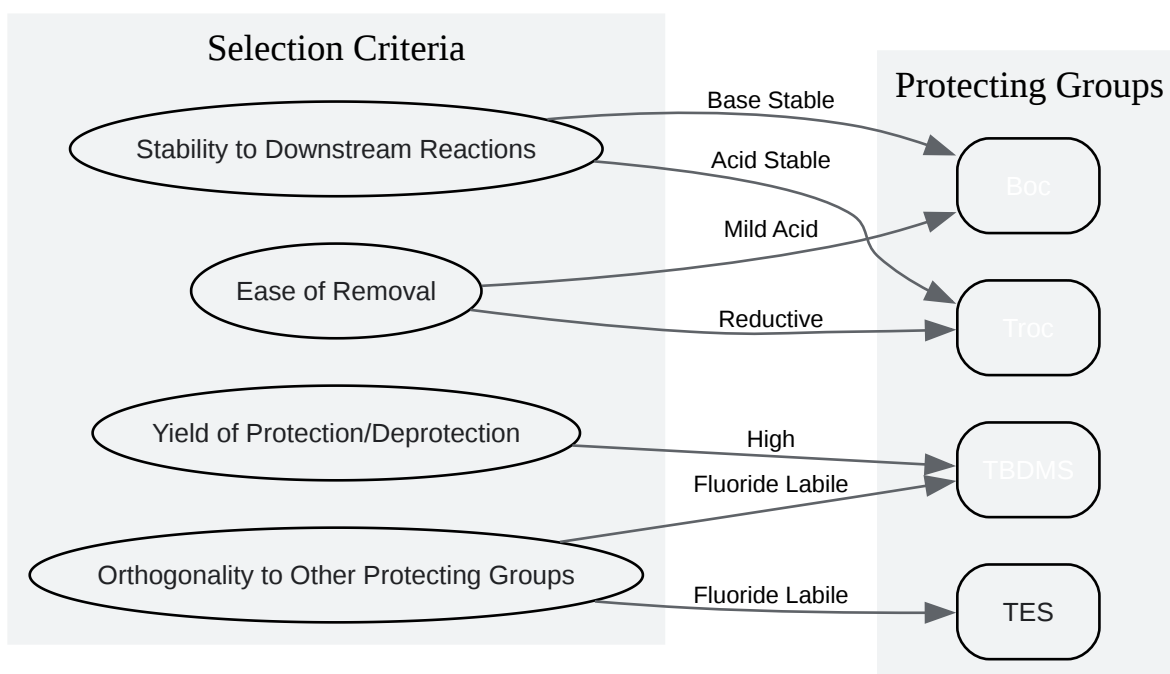 Selection Criteria
Protecting Groups
Base Stable
Stability to Downstream Reactions
Acid Stable
Boc
Mild Acid
Ease of Removal
Reductive
Troc
Yield of Protection/Deprotection
High
TBDMS
Fluoride Labile
Orthogonality to Other Protecting Groups
Fluoride Labile
TES